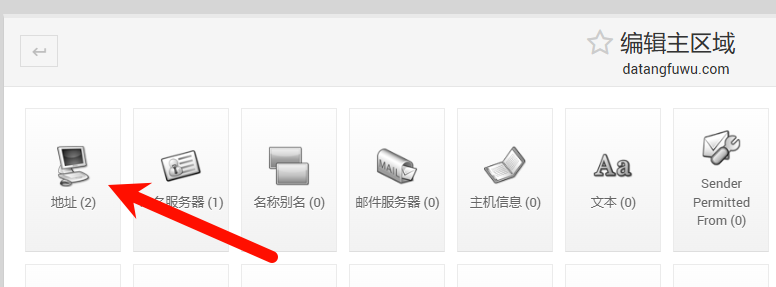 编辑主区域
datangfuwu.com
MAIL
Aa
地址 (2)
名服务器 (1)
名称别名 (0)
邮件服务器 (0)
主机信息 (0)
文本 (0)
Sender
Permitted
From (0)